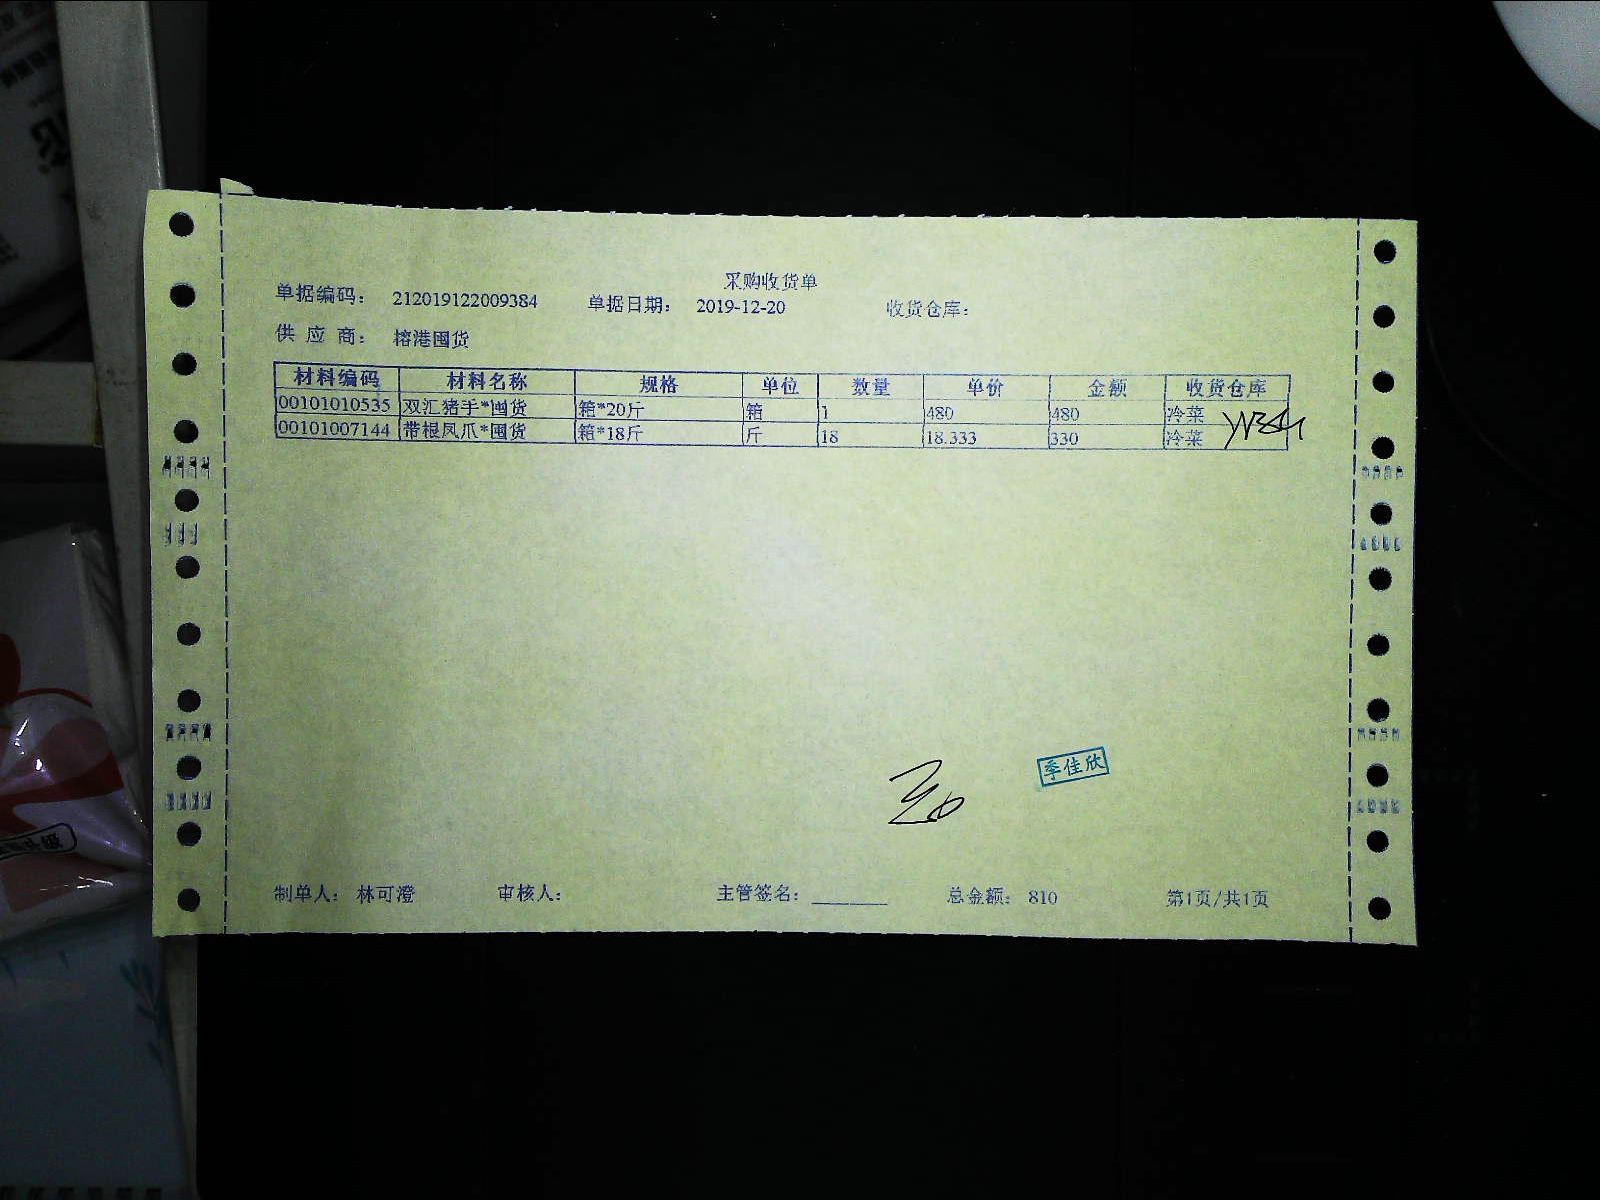 采购收货单
单据编码： 212019122009384 单据日期： 2019-12-20 收货仓库：
供 应 商： 榕港囤货
材料编码 材料名称 规格 单位 数量 单价 金额 收货仓库
00101010535 双汇猪手*囤货 箱*20斤 箱 1 480 480 冷菜
00101007144 带根凤爪*囤货 箱*18斤 斤 18 18.333 330 冷菜
季佳欣
制单人： 林可澄 审核人： 主管签名： 总金额： 810 第1页/共1页